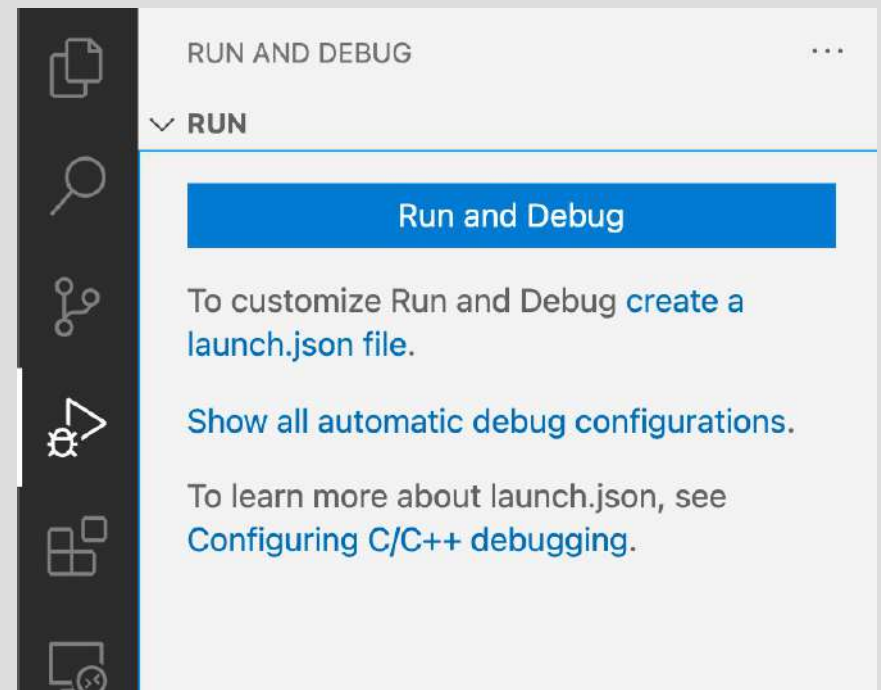 RUN AND DEBUG
RUN
Run and Debug
To customize Run and Debug create a
launch.json file.
Show all automatic debug configurations.
To learn more about launch.json, see
Configuring C/C++ debugging.